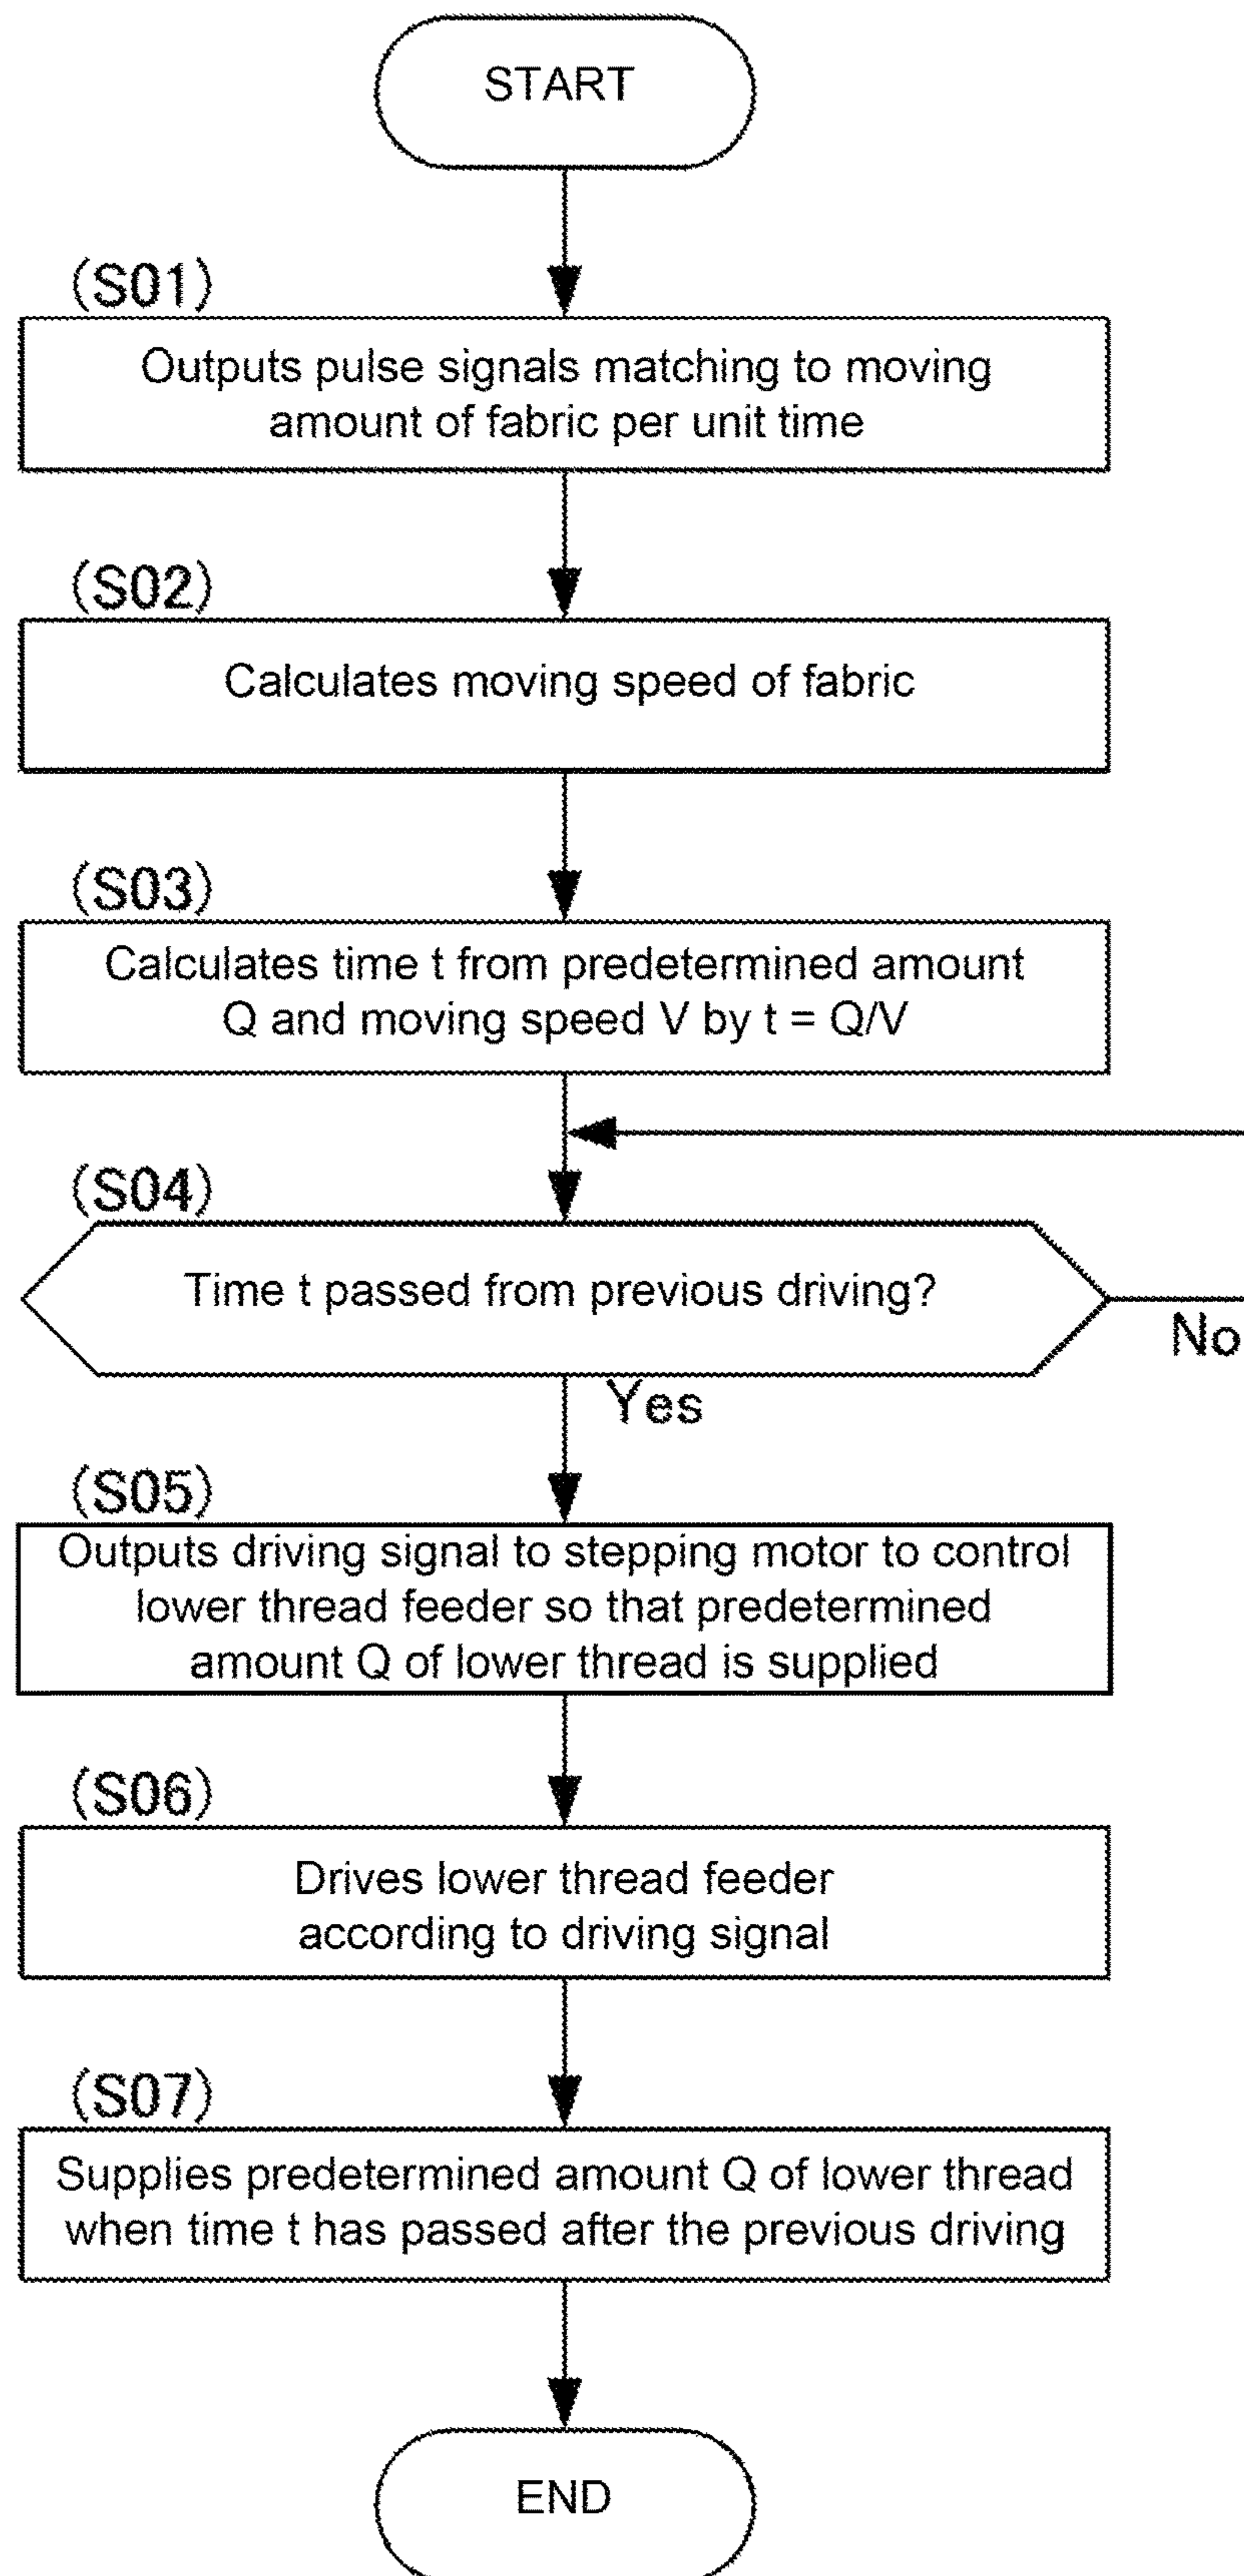 START
(S01)
Outputs pulse signals matching to moving
amount of fabric per unit time
(S02)
Calculates moving speed of fabric
(S03)
Calculates time t from predetermined amount
Q and moving speed V by t = Q/V
(S04)
Time t passed from previous driving?
No
Yes
(S05)
Outputs driving signal to stepping motor to control
lower thread feeder so that predetermined
amount Q of lower thread is supplied
(S06)
Drives lower thread feeder
according to driving signal
(S07)
Supplies predetermined amount Q of lower thread
when time t has passed after the previous driving
END